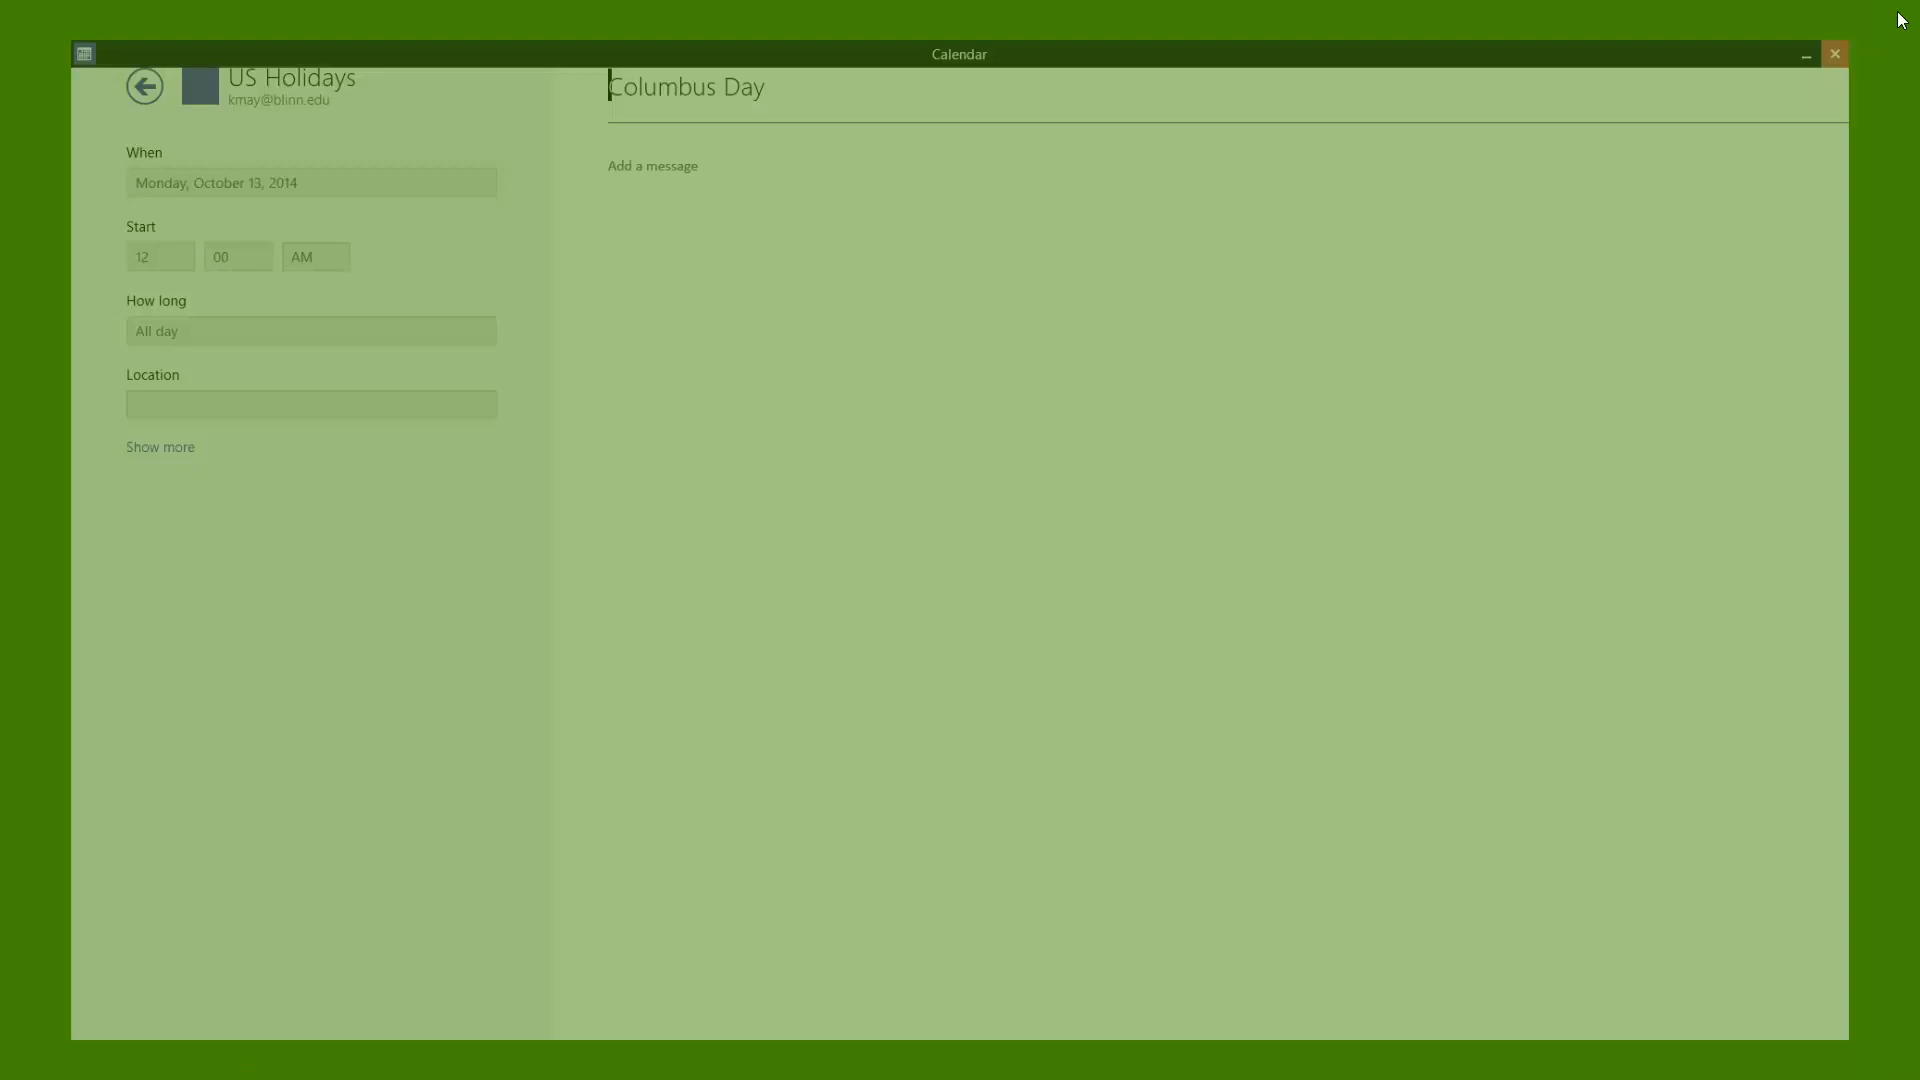 Calendar
US Holidays
kmay@blinn.edu
Columbus Day
When
Monday, October 13, 2014
Add a message
Start
12 00 AM
How long
All day
Location
Show more